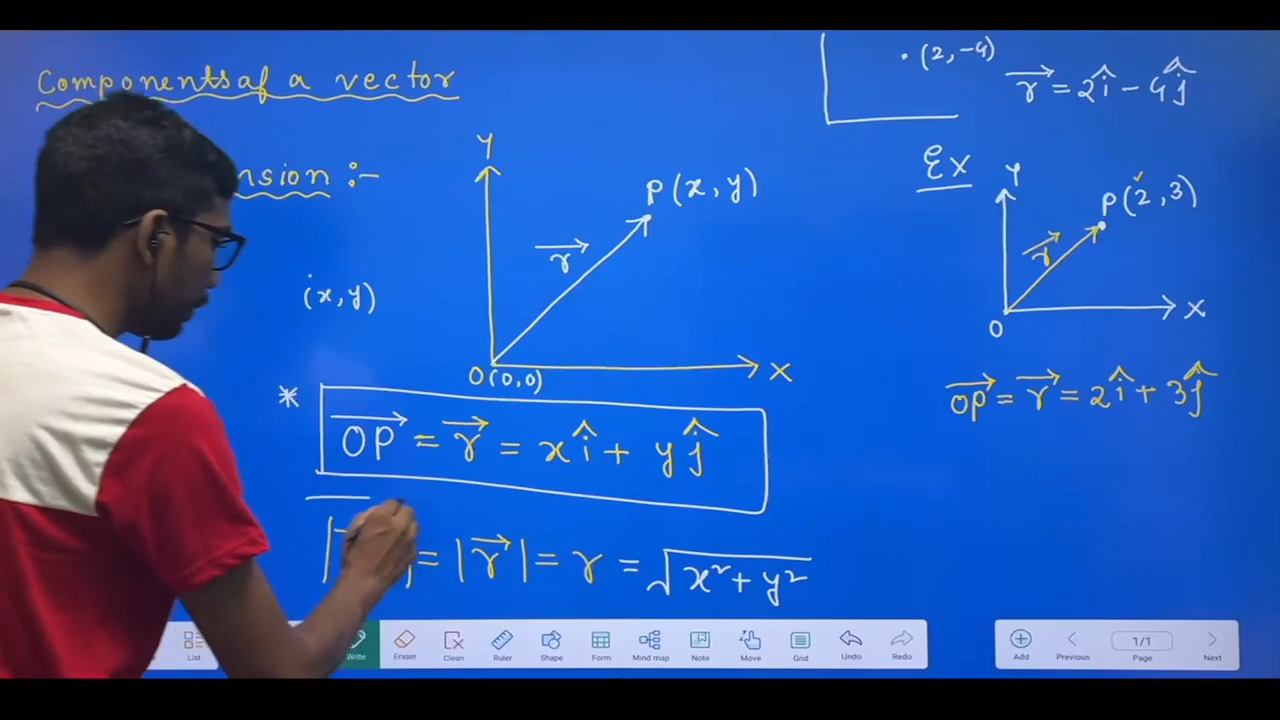 Components of a vector
nsion :-
Y
P(x, y)
r⃗
(x, y)
O(0,0)
X
* OP⃗ = r⃗ = xî + yĵ
= |r⃗| = r = √x² + y²
. (2, -4)
r⃗ = 2î - 4ĵ
Ex
Y
P(2, 3)
r⃗
O
X
OP⃗ = r⃗ = 2î + 3ĵ
List
Write
Eraser
Clean
Ruler
Shape
Form
Mind map
Note
Move
Grid
Undo
Redo
Add
Previous
1/1
Page
Next